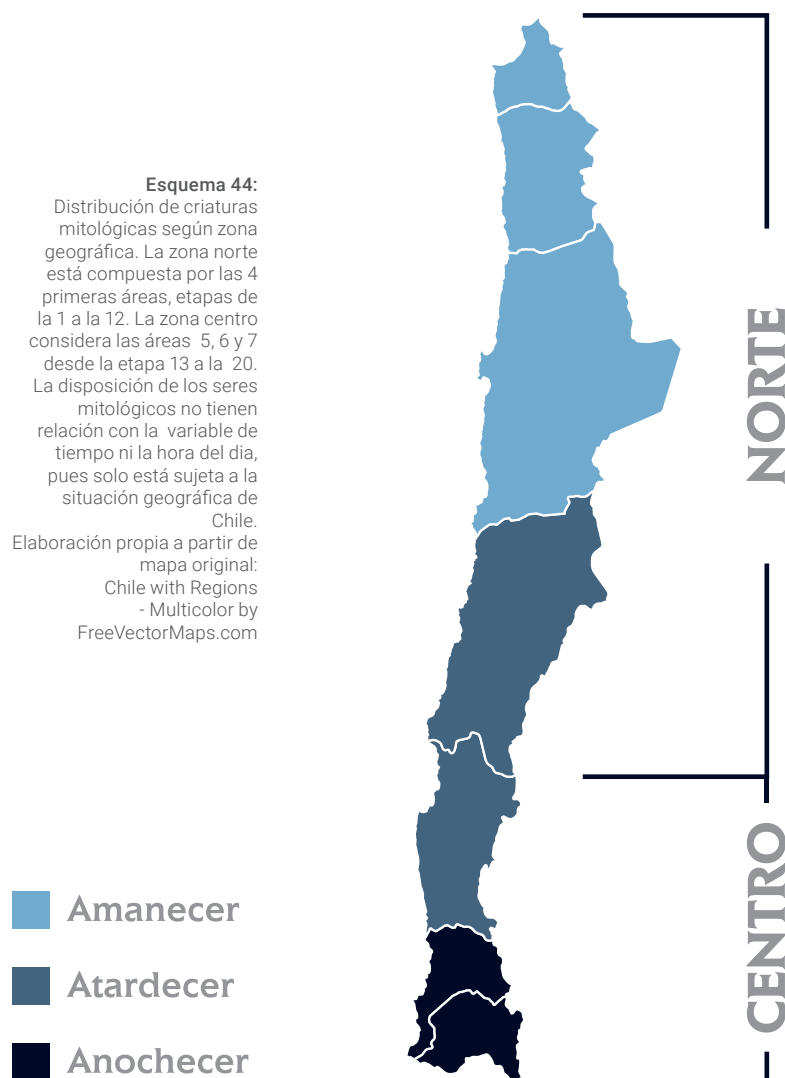 Esquema 44:
Distribución de criaturas
mitológicas según zona
geográfica. La zona norte
está compuesta por las 4
primeras áreas, etapas de
la 1 a la 12. La zona centro
considera las áreas 5, 6 y 7
desde la etapa 13 a la 20.
La disposición de los seres
mitológicos no tienen
relación con la variable de
tiempo ni la hora del dia,
pues solo está sujeta a la
situación geográfica de
Chile.
Elaboración propia a partir de
mapa original:
Chile with Regions
- Multicolor by
FreeVectorMaps.com
NORTE
CENTRO
Amanecer
Atardecer
Anochecer